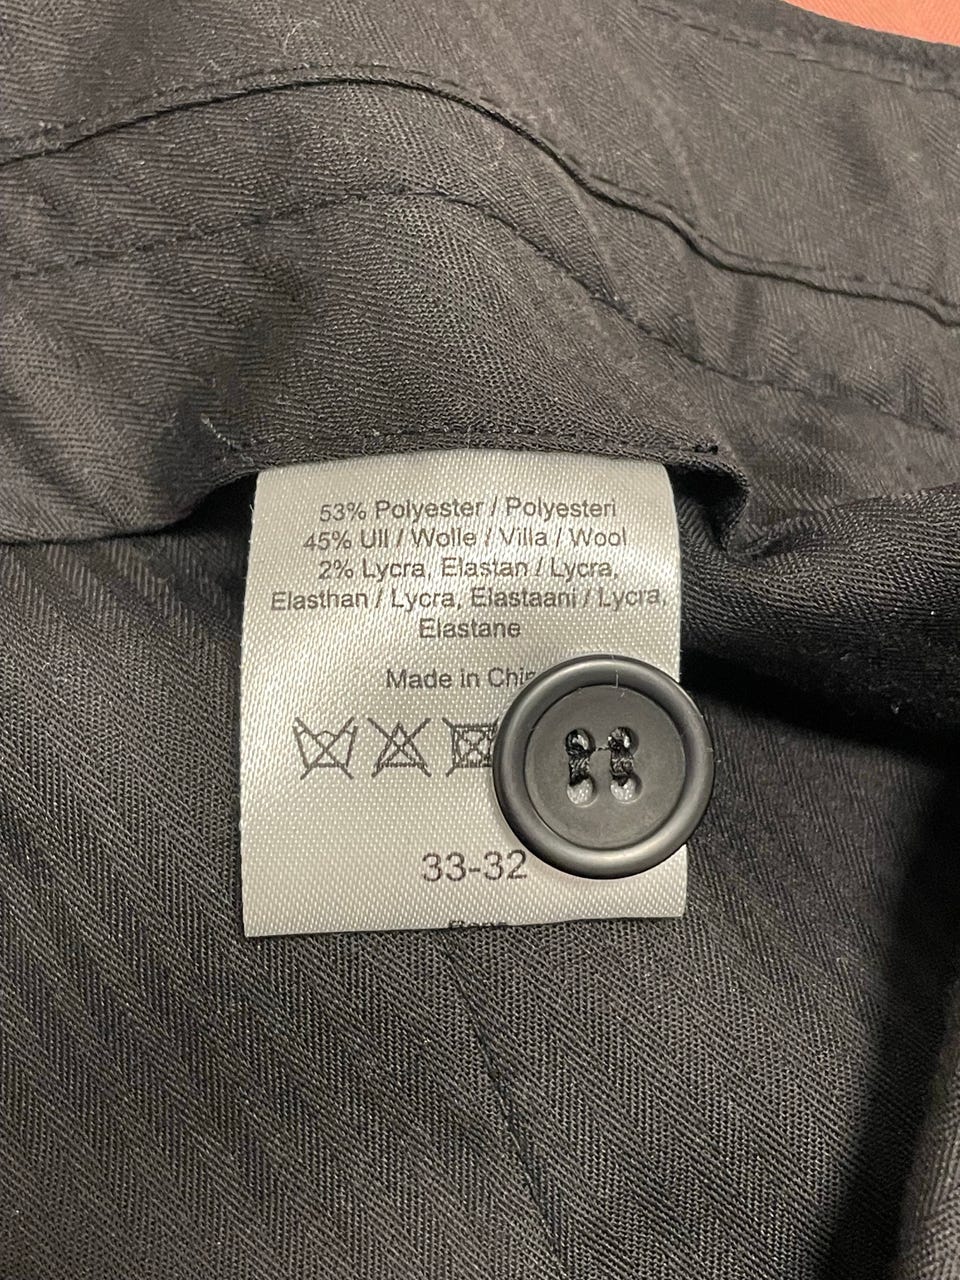 53% Polyester / Polyesteri
45% Ull / Wolle / Villa / Wool
2% Lycra, Elastan / Lycra,
Elasthan / Lycra, Elastaani / Lycra,
Elastane
Made in
33-32